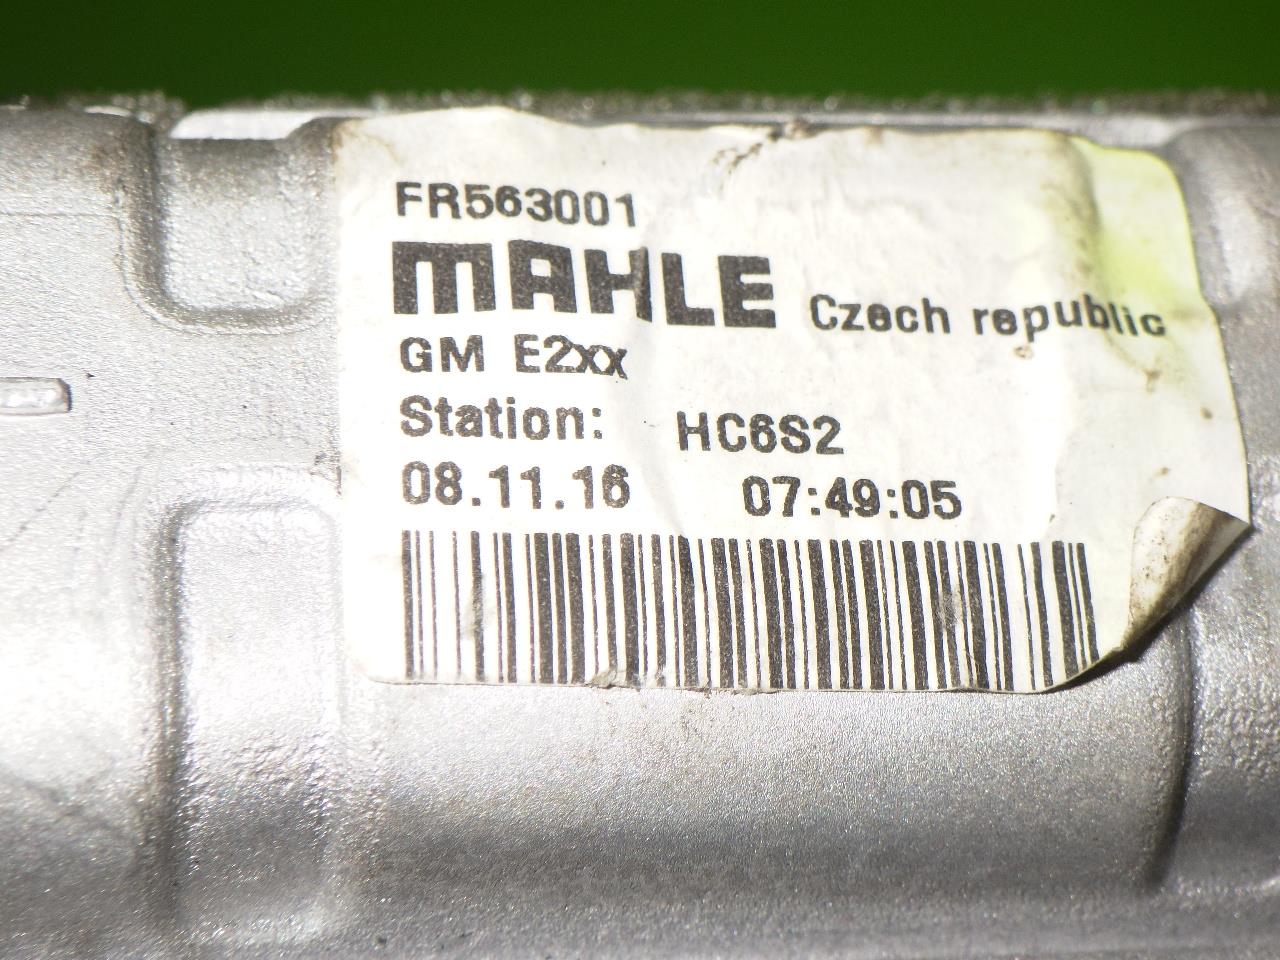 FR563001
MAHLE Czech republic
GM E2xx
Station: HC6S2
08.11.16 07:49:05